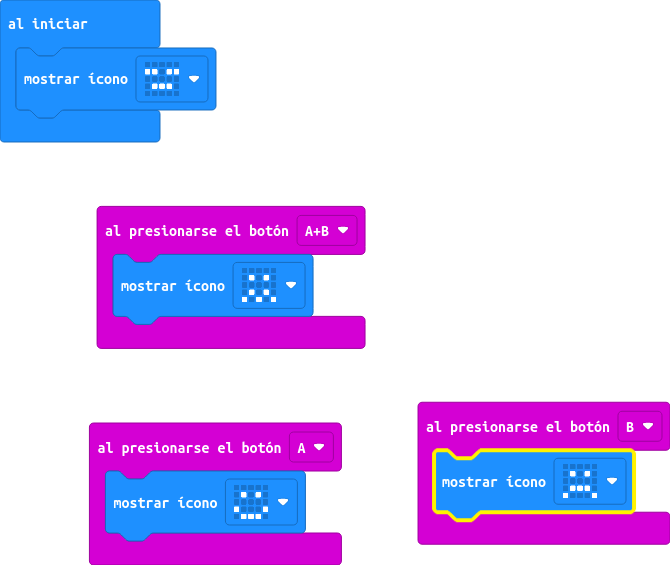 al iniciar
mostrar ícono
al presionarse el botón A+B
mostrar ícono
al presionarse el botón A
mostrar ícono
al presionarse el botón B
mostrar ícono